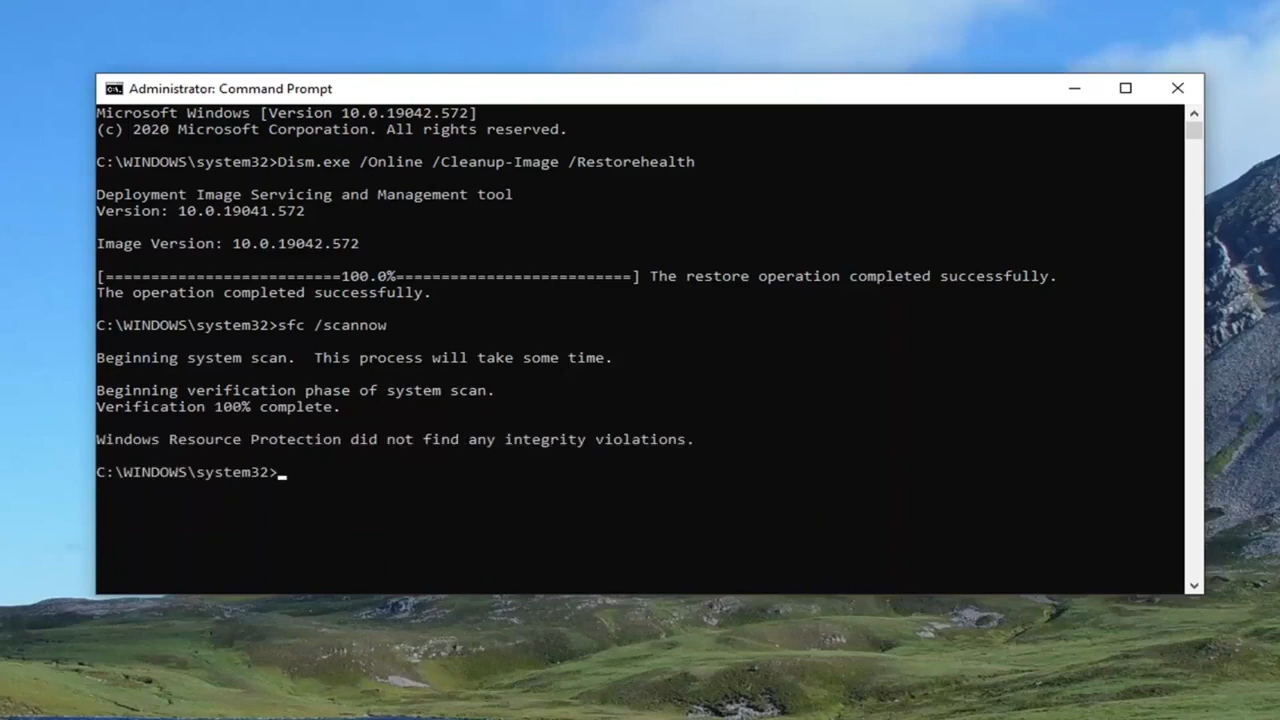 Administrator: Command Prompt
Microsoft Windows [Version 10.0.19042.572]
(c) 2020 Microsoft Corporation. All rights reserved.
C:\WINDOWS\system32>Dism.exe /Online /Cleanup-Image /Restorehealth
Deployment Image Servicing and Management tool
Version: 10.0.19041.572
Image Version: 10.0.19042.572
[==========================100.0%==========================] The restore operation completed successfully.
The operation completed successfully.
C:\WINDOWS\system32>sfc /scannow
Beginning system scan.  This process will take some time.
Beginning verification phase of system scan.
Verification 100% complete.
Windows Resource Protection did not find any integrity violations.
C:\WINDOWS\system32>_